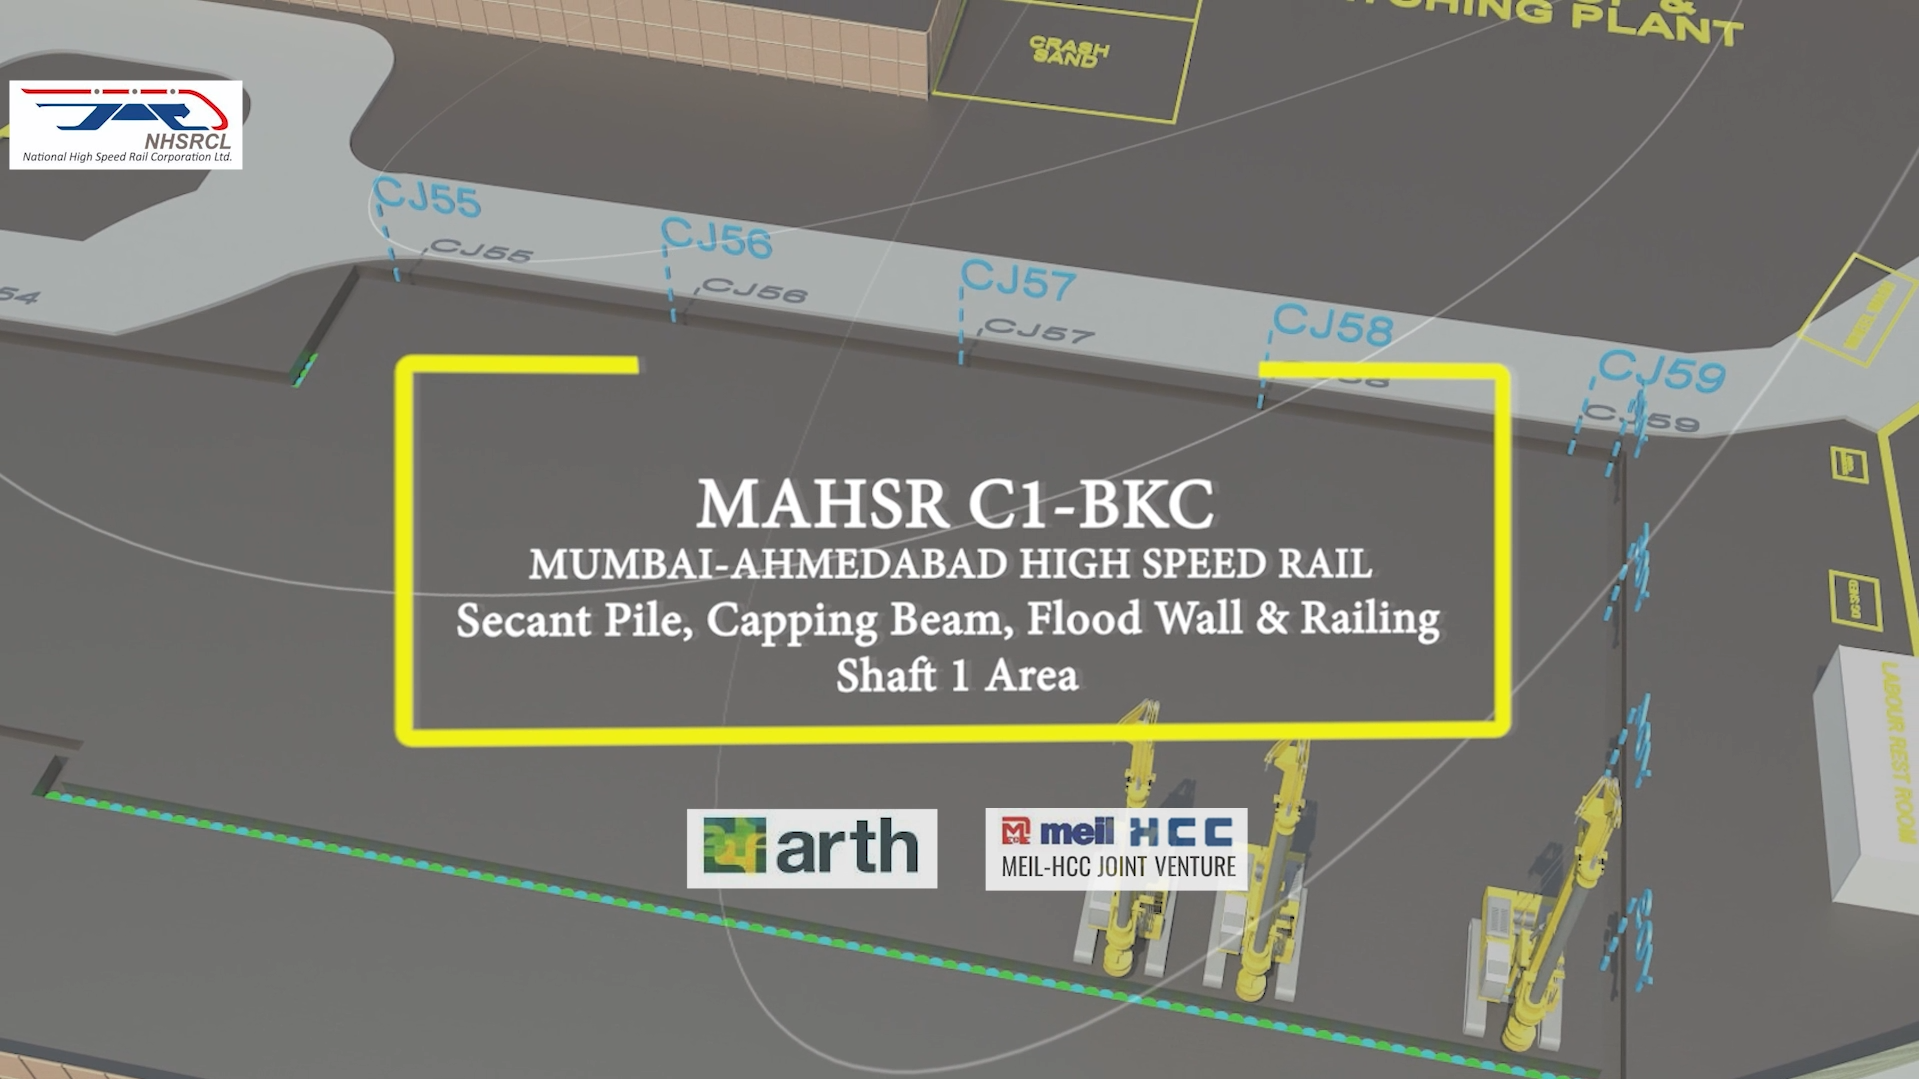 CRASH
SAND
PLANT
NHSRCL
National High Speed Rail Corporation Ltd.
CJ55
CJ55
CJ56
CJ56
CJ57
CJ57
CJ58
CJ59
CJ59
54
MAHSR C1-BKC
MUMBAI-AHMEDABAD HIGH SPEED RAIL
Secant Pile, Capping Beam, Flood Wall & Railing
Shaft 1 Area
DG SHED
LABOUR REST ROOM
arth
meil HCC
MEIL-HCC JOINT VENTURE